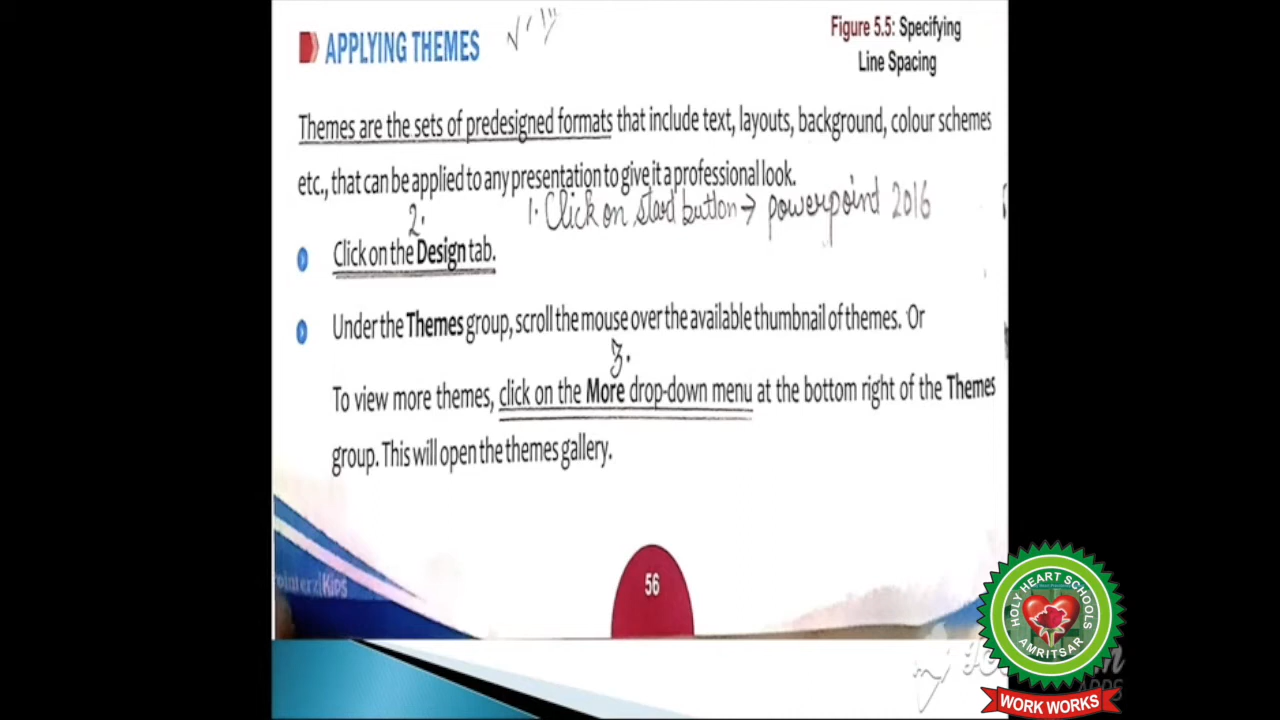 APPLYING THEMES
Figure 5.5: Specifying
Line Spacing
Themes are the sets of predesigned formats that include text, layouts, background, colour schemes
etc., that can be applied to any presentation to give it a professional look.
1. Click on start button → powerpoint 2016
2.
Click on the Design tab.
Under the Themes group, scroll the mouse over the available thumbnail of themes. Or
3.
To view more themes, click on the More drop-down menu at the bottom right of the Themes
group. This will open the themes gallery.
ointerz|Kids
56
HOLY HEART SCHOOLS
AMRITSAR
WORK WORKS